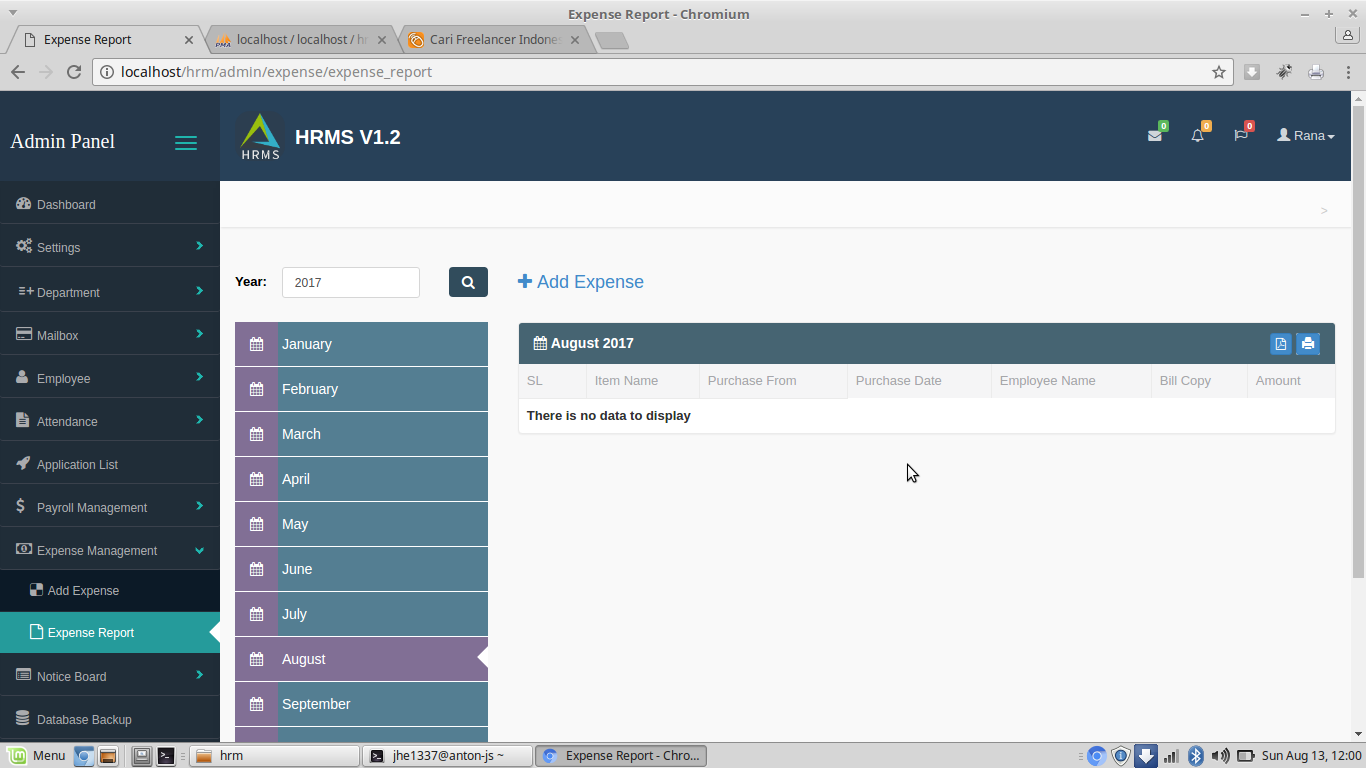 Expense Report - Chromium
Expense Report
PMA localhost / localhost / h
Cari Freelancer Indone
localhost/hrm/admin/expense/expense_report
Admin Panel
HRMS
HRMS V1.2
0
0
0
Rana
>
Dashboard
Settings
Department
Mailbox
Employee
Attendance
Application List
Payroll Management
Expense Management
Add Expense
Expense Report
Notice Board
Database Backup
Year:
2017
January
February
March
April
May
June
July
August
September
Add Expense
August 2017
SL Item Name Purchase From Purchase Date Employee Name Bill Copy Amount
There is no data to display
Menu
hrm
jhe1337@anton-js ~
Expense Report - Chro...
Sun Aug 13, 12:00